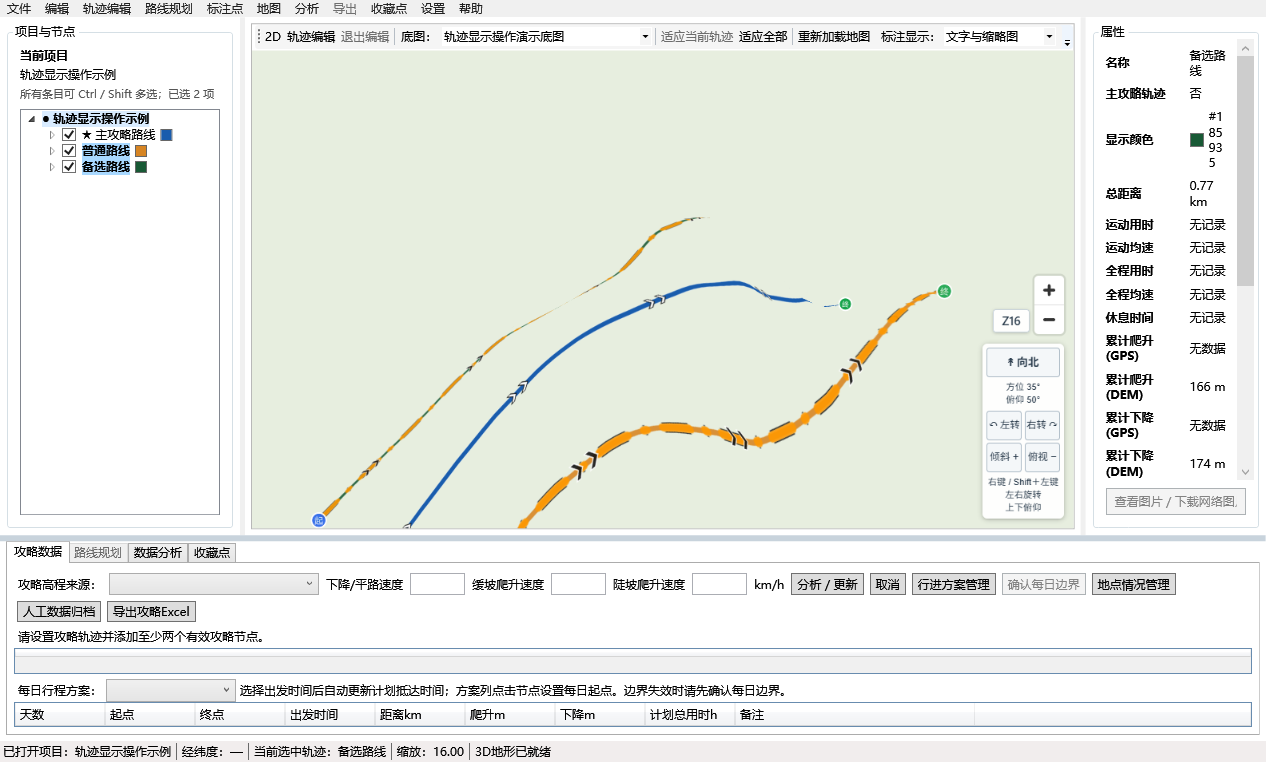 文件 编辑 轨迹编辑 路线规划 标注点 地图 分析 导出 收藏点 设置 帮助
项目与节点
当前项目
轨迹显示操作示例
所有条目可 Ctrl / Shift 多选；已选 2 项
轨迹显示操作示例
★ 主攻略路线
普通路线
备选路线
2D 轨迹编辑 退出编辑 底图： 轨迹显示操作演示底图 适应当前轨迹 适应全部 重新加载地图 标注显示： 文字与缩略图
起
终
终
+
−
Z16
向北
方位 35°
俯仰 50°
左转 右转
倾斜 + 俯视 −
右键 / Shift＋左键
左右旋转
上下俯仰
属性
名称 备选路线
主攻略轨迹 否
显示颜色 #185935
总距离 0.77 km
运动用时 无记录
运动均速 无记录
全程用时 无记录
全程均速 无记录
休息时间 无记录
累计爬升 (GPS) 无数据
累计爬升 (DEM) 166 m
累计下降 (GPS) 无数据
累计下降 (DEM) 174 m
查看图片 / 下载网络图,
攻略数据 路线规划 数据分析 收藏点
攻略高程来源： 下降/平路速度 缓坡爬升速度 陡坡爬升速度 km/h 分析 / 更新 取消 行进方案管理 确认每日边界 地点情况管理
人工数据归档 导出攻略Excel
请设置攻略轨迹并添加至少两个有效攻略节点。
每日行程方案： 选择出发时间后自动更新计划抵达时间；方案列点击节点设置每日起点。边界失效时请先确认每日边界。
天数 起点 终点 出发时间 距离km 爬升m 下降m 计划总用时h 备注
已打开项目：轨迹显示操作示例 经纬度：— 当前选中轨迹：备选路线 缩放：16.00 3D地形已就绪